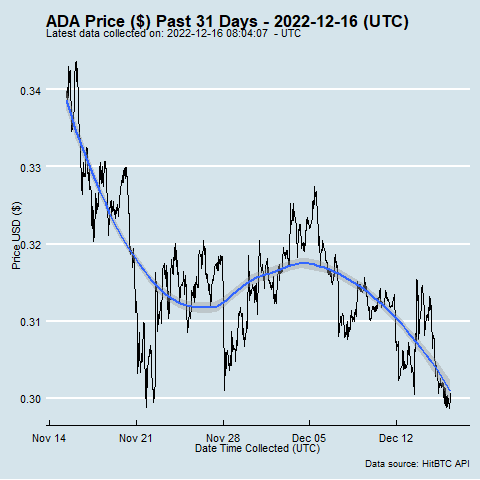 ADA Price ($) Past 31 Days - 2022-12-16 (UTC)
Latest data collected on: 2022-12-16 08:04:07 - UTC
0.34
0.33
0.32
0.31
0.30
Price USD ($)
Nov 14
Nov 21
Nov 28
Dec 05
Dec 12
Date Time Collected (UTC)
Data source: HitBTC API